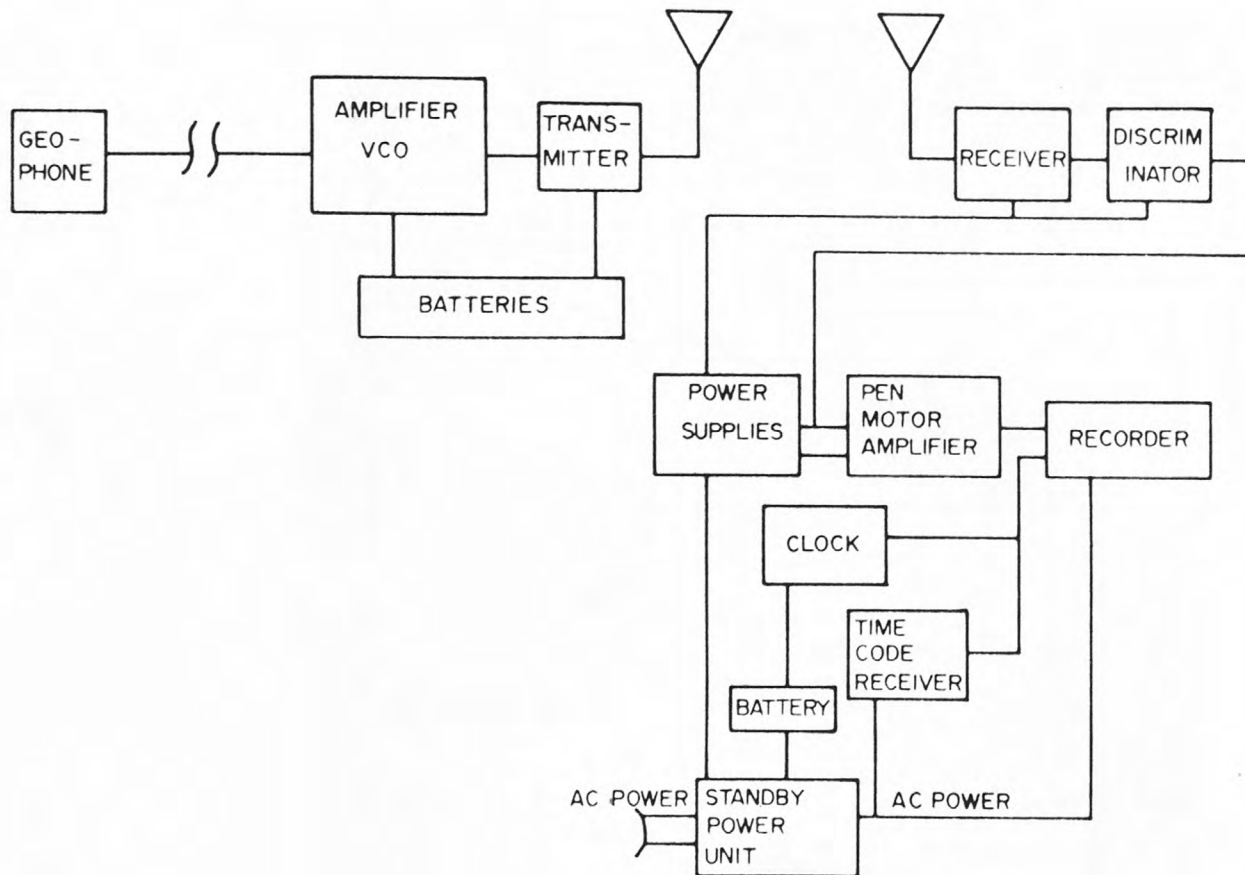 GEO-
PHONE
AMPLIFIER
VCO
TRANS-
MITTER
BATTERIES
RECEIVER
DISCRIM
INATOR
POWER
SUPPLIES
PEN
MOTOR
AMPLIFIER
RECORDER
CLOCK
TIME
CODE
RECEIVER
BATTERY
AC POWER
STANDBY
POWER
UNIT
AC POWER